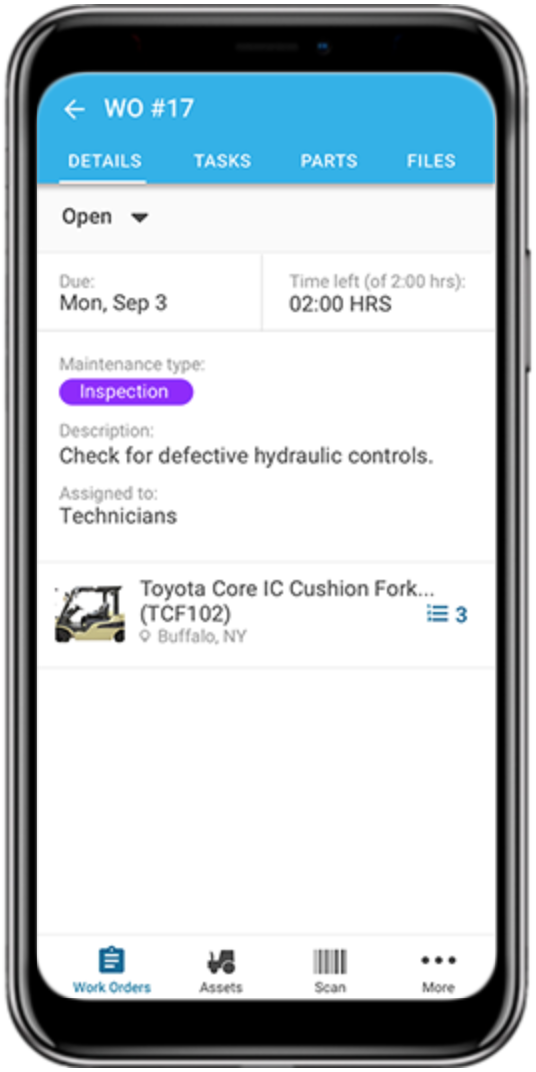 WO #17
DETAILS TASKS PARTS FILES
Open
Due: Time left (of 2:00 hrs):
Mon, Sep 3 02:00 HRS
Maintenance type:
Inspection
Description:
Check for defective hydraulic controls.
Assigned to:
Technicians
Toyota Core IC Cushion Fork...
(TCF102) 3
Buffalo, NY
Work Orders Assets Scan More